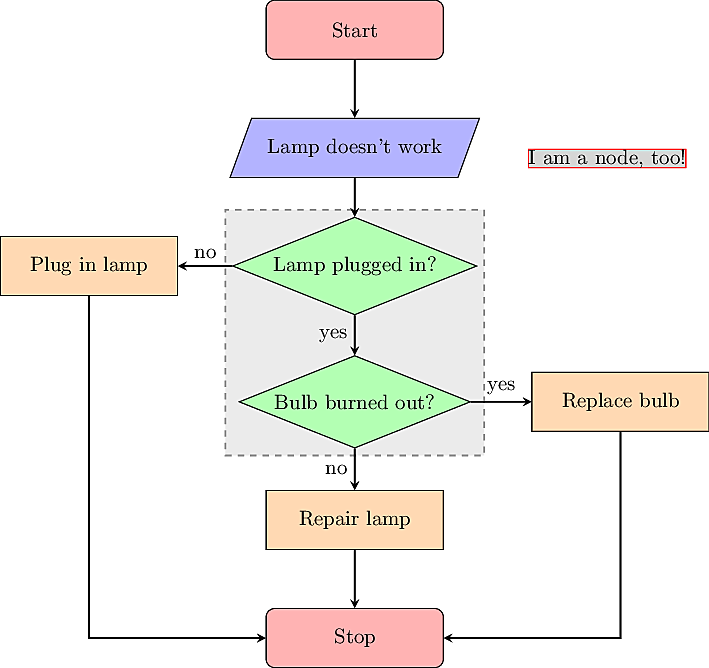 Start
Lamp doesn't work
I am a node, too!
no
Plug in lamp
Lamp plugged in?
yes
yes
Bulb burned out?
Replace bulb
no
Repair lamp
Stop